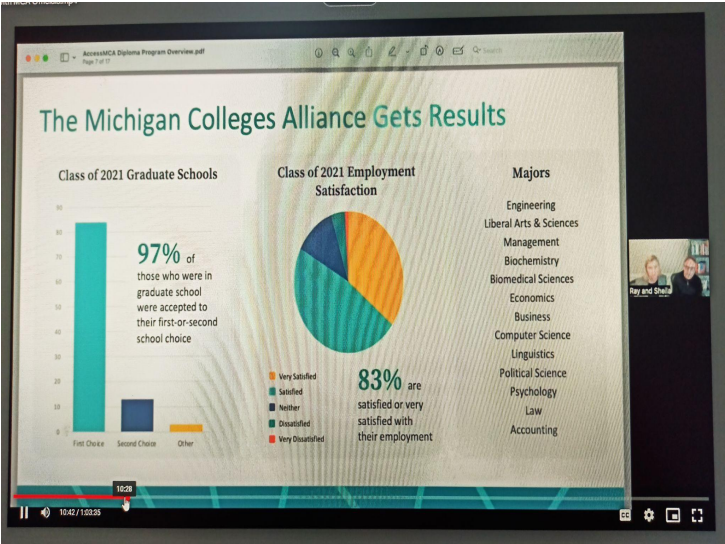 AccessMCA Diploma Program Overview.pdf
Page 7 of 17
Search
The Michigan Colleges Alliance Gets Results
Class of 2021 Graduate Schools
90
80
70
60
50
40
30
20
10
0
First Choice Second Choice Other
97% of
those who were in
graduate school
were accepted to
their first-or-second
school choice
Class of 2021 Employment
Satisfaction
Very Satisfied
Satisfied
Neither
Dissatisfied
Very Dissatisfied
83% are
satisfied or very
satisfied with
their employment
Majors
Engineering
Liberal Arts & Sciences
Management
Biochemistry
Biomedical Sciences
Economics
Business
Computer Science
Linguistics
Political Science
Psychology
Law
Accounting
Ray and Sheila
10:28
10:42 / 1:03:35
CC